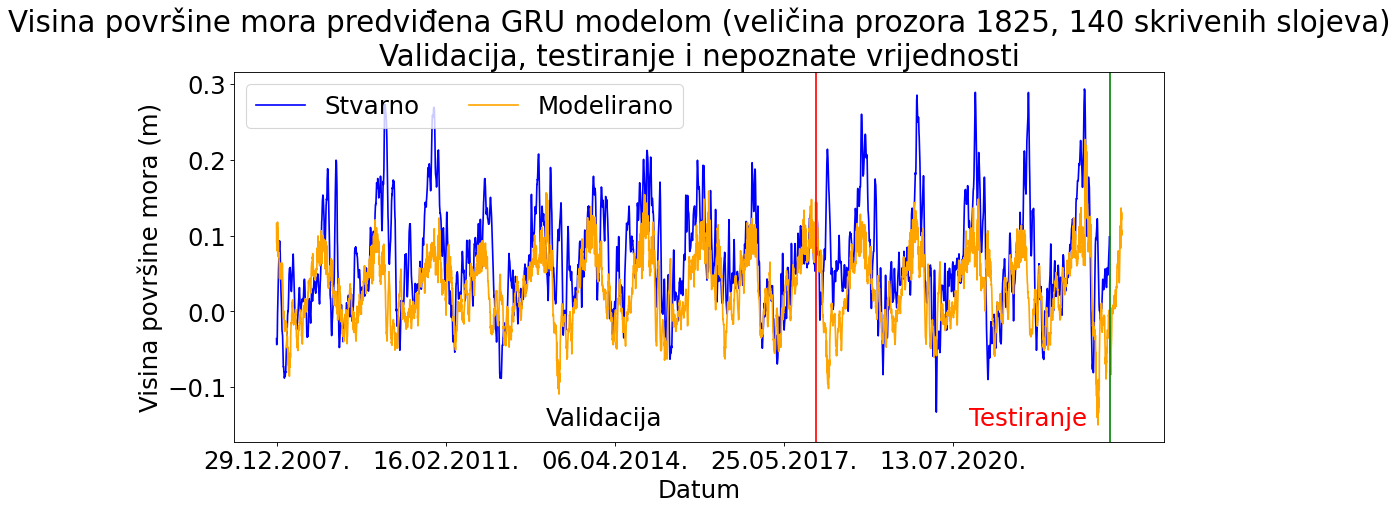 Visina površine mora predviđena GRU modelom (veličina prozora 1825, 140 skrivenih slojeva)
Validacija, testiranje i nepoznate vrijednosti
Stvarno Modelirano
Visina površine mora (m)
0.3
0.2
0.1
0.0
−0.1
Validacija
Testiranje
29.12.2007. 16.02.2011. 06.04.2014. 25.05.2017. 13.07.2020.
Datum